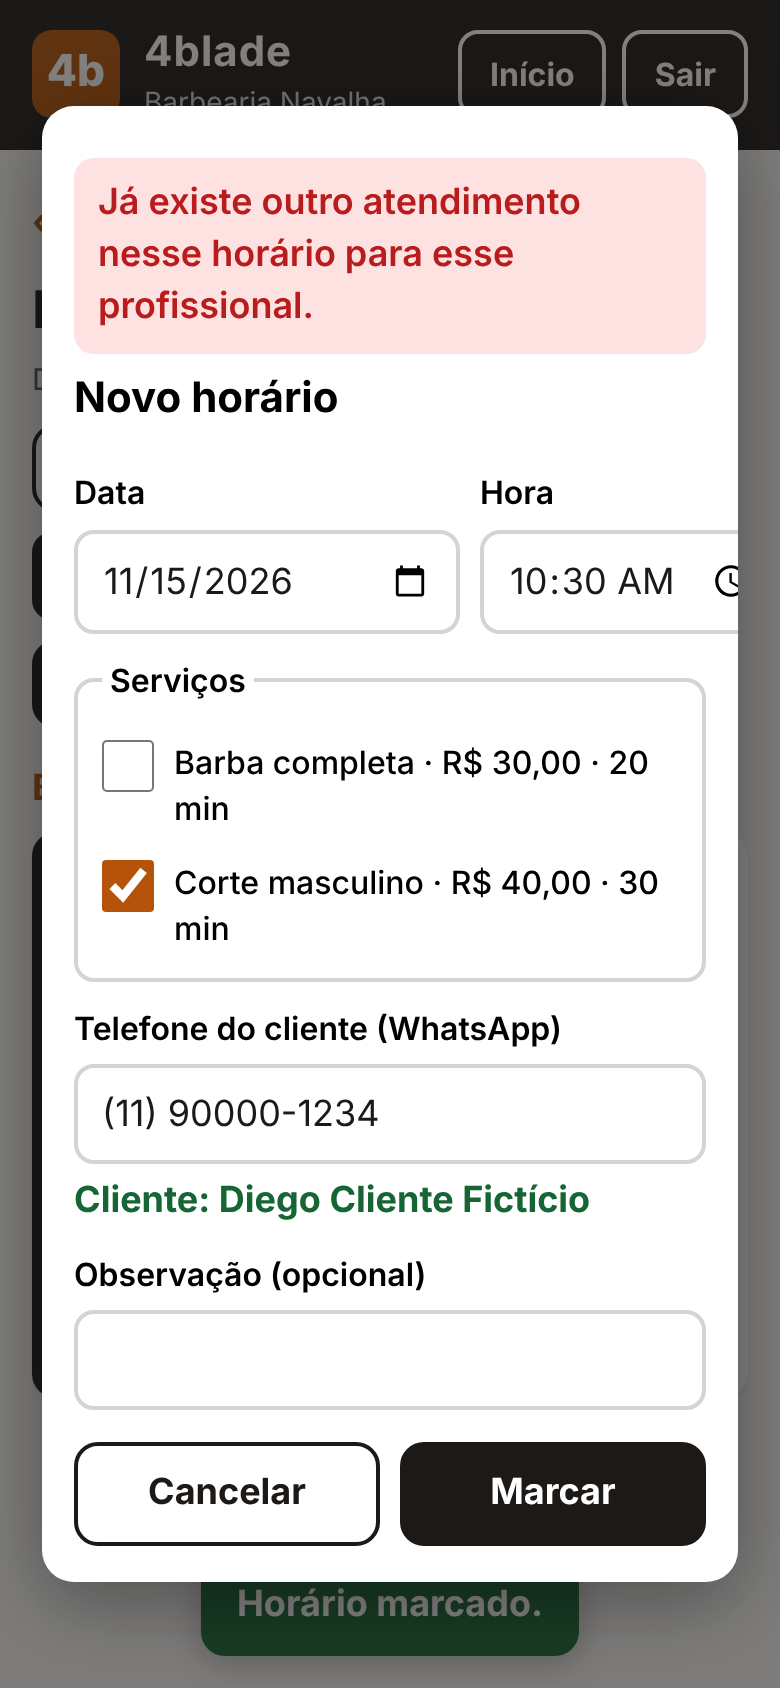 4b
4blade
Barbearia Navalha
Início
Sair
Já existe outro atendimento
nesse horário para esse
profissional.
Novo horário
Data
Hora
11/15/2026
10:30 AM
Serviços
Barba completa · R$ 30,00 · 20
min
Corte masculino · R$ 40,00 · 30
min
Telefone do cliente (WhatsApp)
(11) 90000-1234
Cliente: Diego Cliente Fictício
Observação (opcional)
Cancelar
Marcar
Horário marcado.